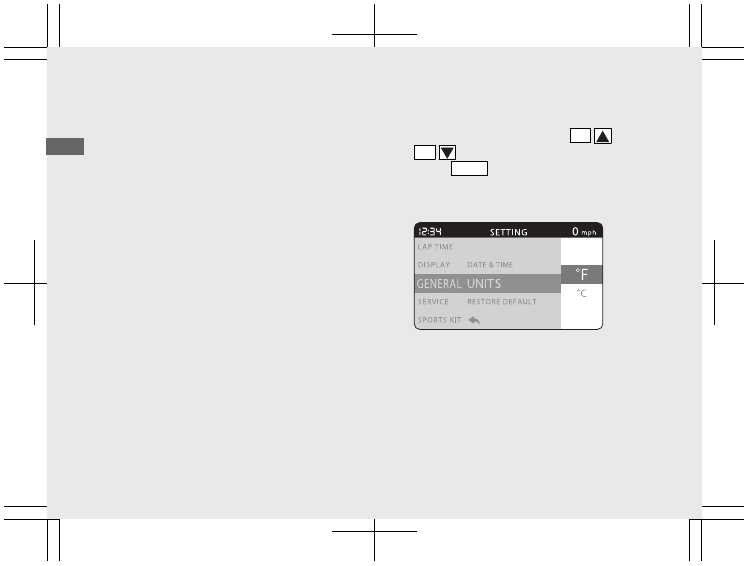 12:34 SETTING 0 mph
LAP TIME
DISPLAY DATE & TIME
GENERAL UNITS °F
SERVICE RESTORE DEFAULT °C
SPORTS KIT